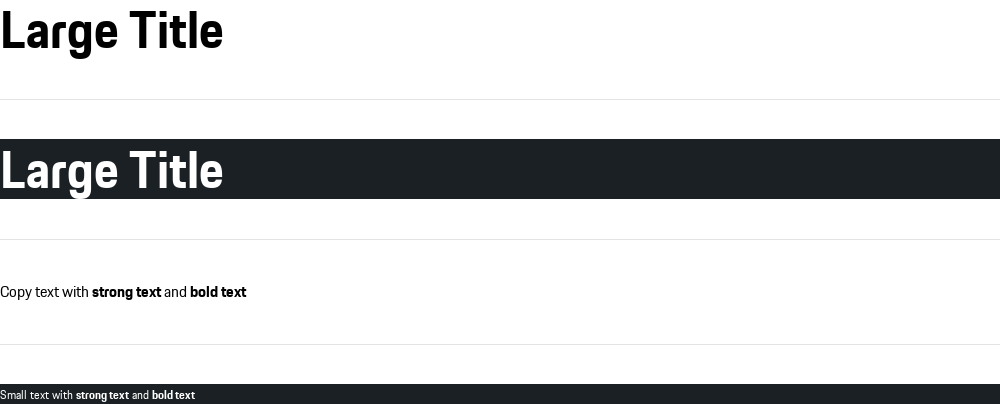 Large Title
Large Title
Copy text with strong text and bold text
Small text with strong text and bold text